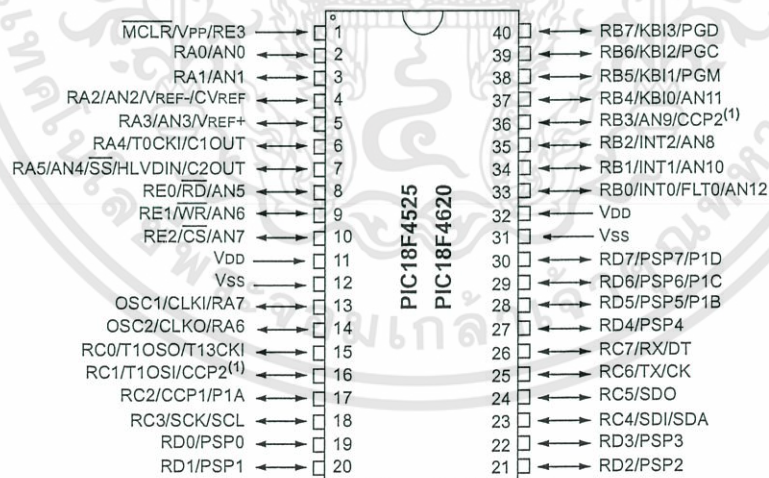 MCLR/VPP/RE3 1
RA0/AN0 2
RA1/AN1 3
RA2/AN2/VREF-/CVREF 4
RA3/AN3/VREF+ 5
RA4/T0CKI/C1OUT 6
RA5/AN4/SS/HLVDIN/C2OUT 7
RE0/RD/AN5 8
RE1/WR/AN6 9
RE2/CS/AN7 10
VDD 11
VSS 12
OSC1/CLKI/RA7 13
OSC2/CLKO/RA6 14
RC0/T1OSO/T13CKI 15
RC1/T1OSI/CCP2(1) 16
RC2/CCP1/P1A 17
RC3/SCK/SCL 18
RD0/PSP0 19
RD1/PSP1 20
PIC18F4525
PIC18F4620
40 RB7/KBI3/PGD
39 RB6/KBI2/PGC
38 RB5/KBI1/PGM
37 RB4/KBI0/AN11
36 RB3/AN9/CCP2(1)
35 RB2/INT2/AN8
34 RB1/INT1/AN10
33 RB0/INT0/FLT0/AN12
32 VDD
31 VSS
30 RD7/PSP7/P1D
29 RD6/PSP6/P1C
28 RD5/PSP5/P1B
27 RD4/PSP4
26 RC7/RX/DT
25 RC6/TX/CK
24 RC5/SDO
23 RC4/SDI/SDA
22 RD3/PSP3
21 RD2/PSP2